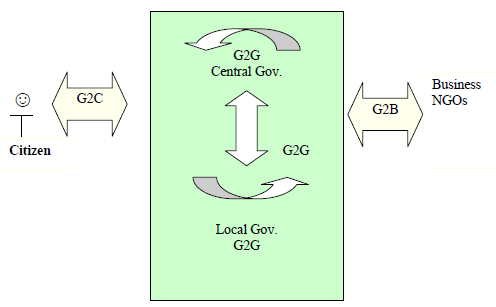 G2C
Citizen
G2G
Central Gov.
G2G
Local Gov.
G2G
G2B
Business
NGOs